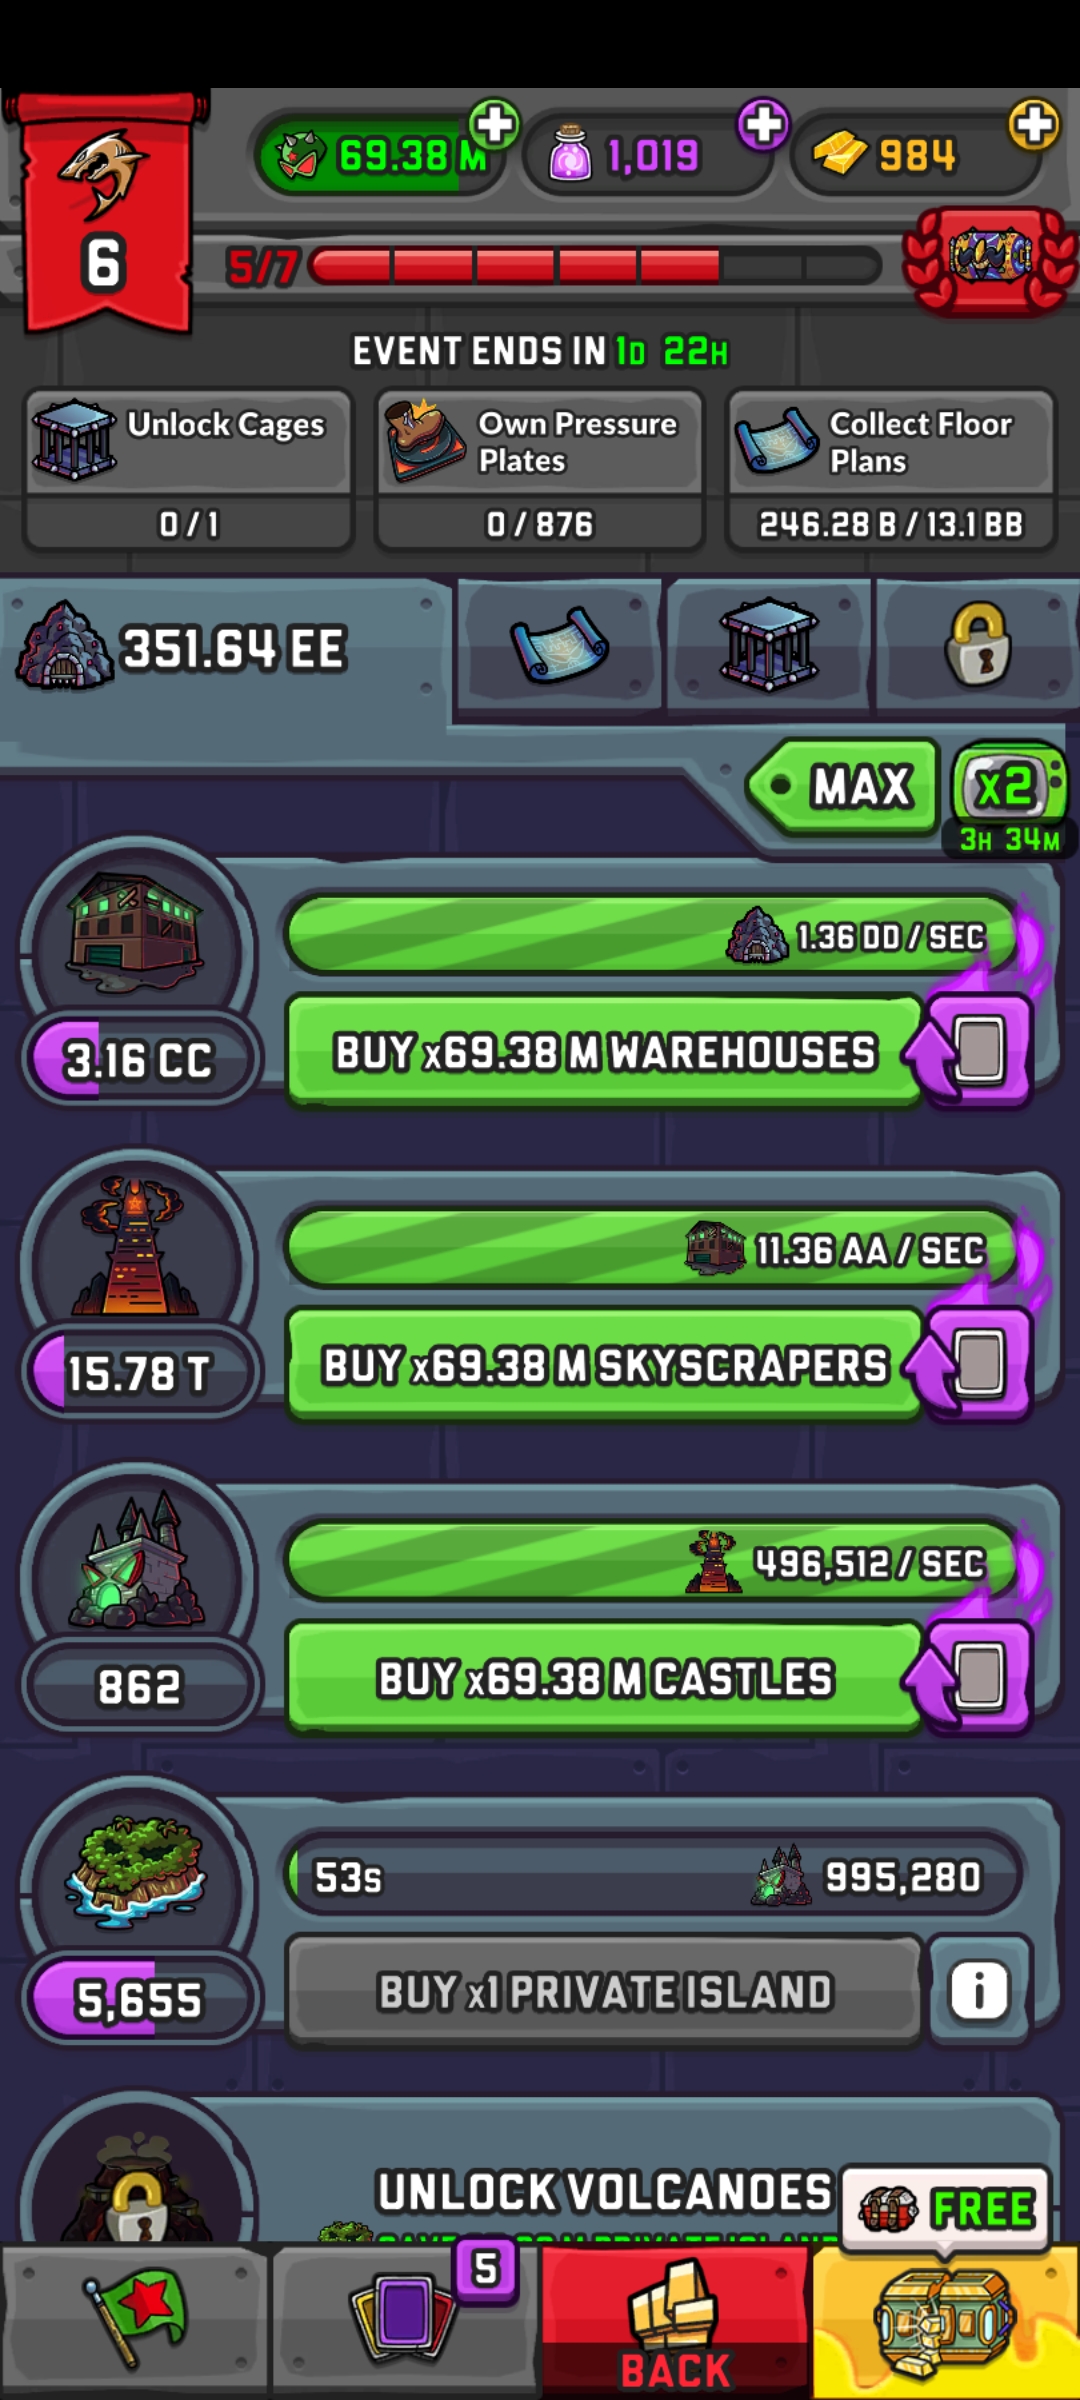 69.38 M
1,019
984
6
5/7
EVENT ENDS IN 1D 22H
Unlock Cages
0 / 1
Own Pressure
Plates
0 / 876
Collect Floor
Plans
246.28 B / 13.1 BB
351.64 EE
MAX
x2
3H 34M
1.36 DD / SEC
3.16 CC
BUY x69.38 M WAREHOUSES
11.36 AA / SEC
15.78 T
BUY x69.38 M SKYSCRAPERS
496,512 / SEC
862
BUY x69.38 M CASTLES
53s
995,280
5,655
BUY x1 PRIVATE ISLAND
i
UNLOCK VOLCANOES
FREE
5
BACK